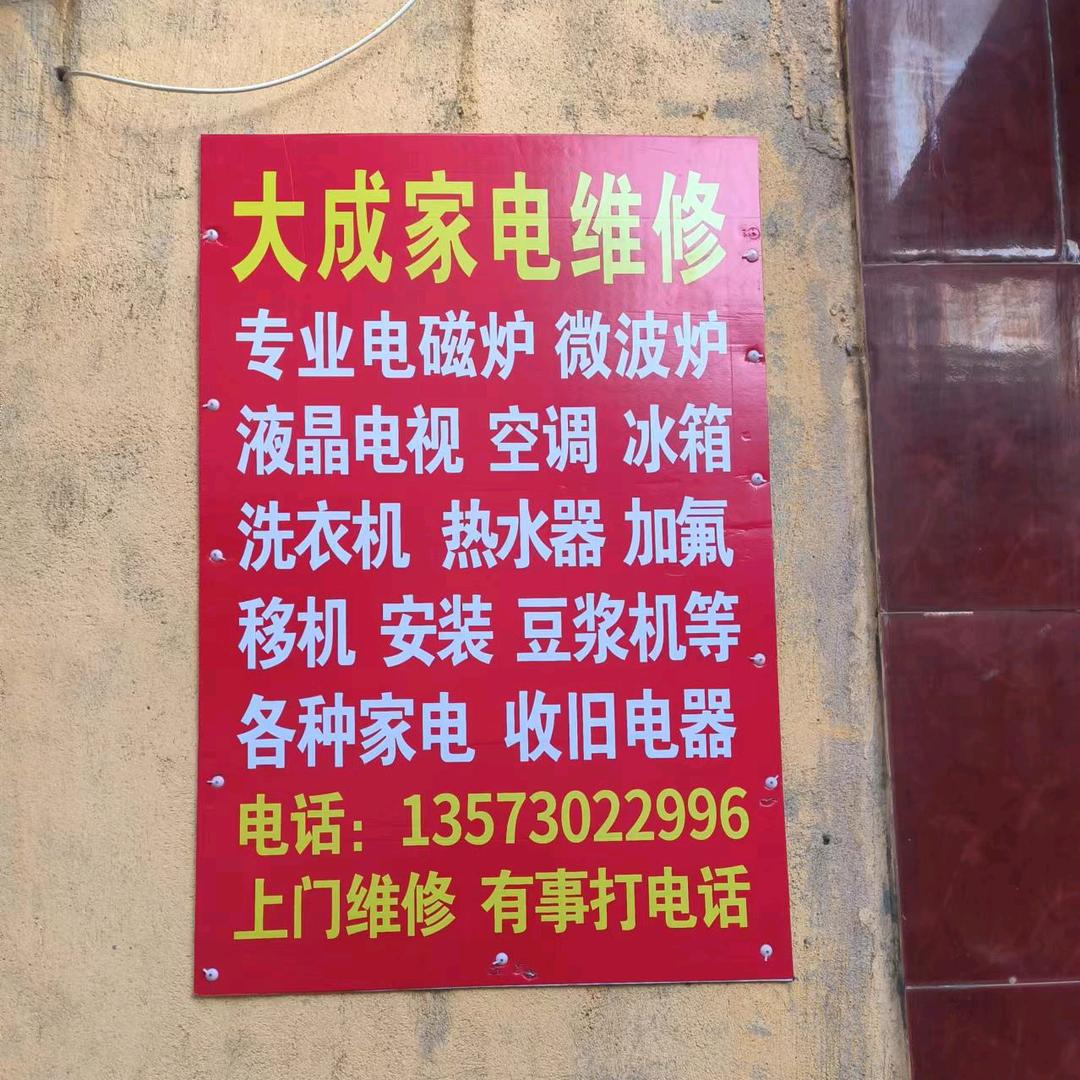 大成家电维修
专业电磁炉 微波炉
液晶电视 空调 冰箱
洗衣机 热水器 加氟
移机 安装 豆浆机等
各种家电 收旧电器
电话：13573022996
上门维修 有事打电话